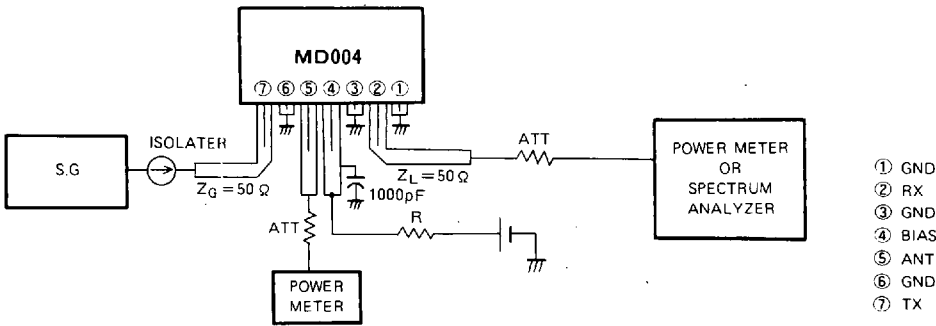 MD004
⑦ ⑥ ⑤ ④ ③ ② ①
S.G
ISOLATER
Z_G = 50 Ω
Z_L = 50 Ω
1000pF
ATT
POWER METER
OR
SPECTRUM
ANALYZER
ATT
R
POWER
METER
① GND
② RX
③ GND
④ BIAS
⑤ ANT
⑥ GND
⑦ TX